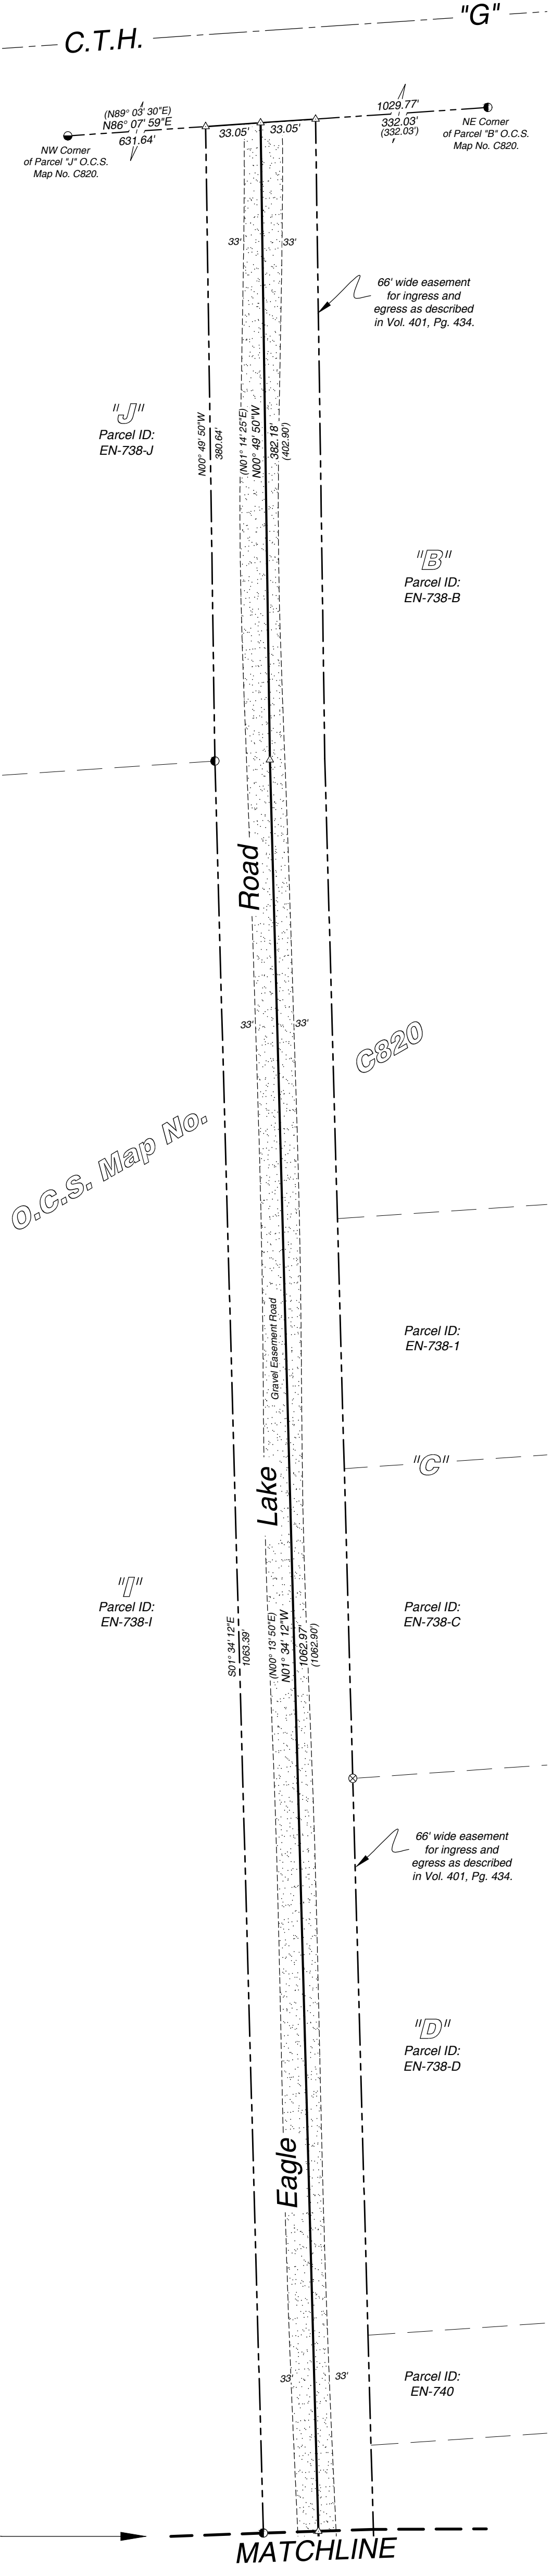 C.T.H. "G"
(N89° 03' 30"E)
N86° 07' 59"E
631.64'
33.05' 33.05'
1029.77'
332.03'
(332.03')
NW Corner
of Parcel "J" O.C.S.
Map No. C820.
NE Corner
of Parcel "B" O.C.S.
Map No. C820.
33' 33'
66' wide easement
for ingress and
egress as described
in Vol. 401, Pg. 434.
"J"
Parcel ID:
EN-738-J
N00° 49' 50"W
380.64'
(N01° 14' 25"E)
N00° 49' 50"W
382.18'
(402.90')
"B"
Parcel ID:
EN-738-B
Road
33' 33'
O.C.S. Map No. C820
Parcel ID:
EN-738-1
Gravel Easement Road
"C"
Lake
"I"
Parcel ID:
EN-738-I
S01° 34' 12"E
1063.39'
(N00° 13' 50"E)
N01° 34' 12"W
1062.97'
(1062.90')
Parcel ID:
EN-738-C
66' wide easement
for ingress and
egress as described
in Vol. 401, Pg. 434.
"D"
Parcel ID:
EN-738-D
Eagle
33' 33'
Parcel ID:
EN-740
MATCHLINE